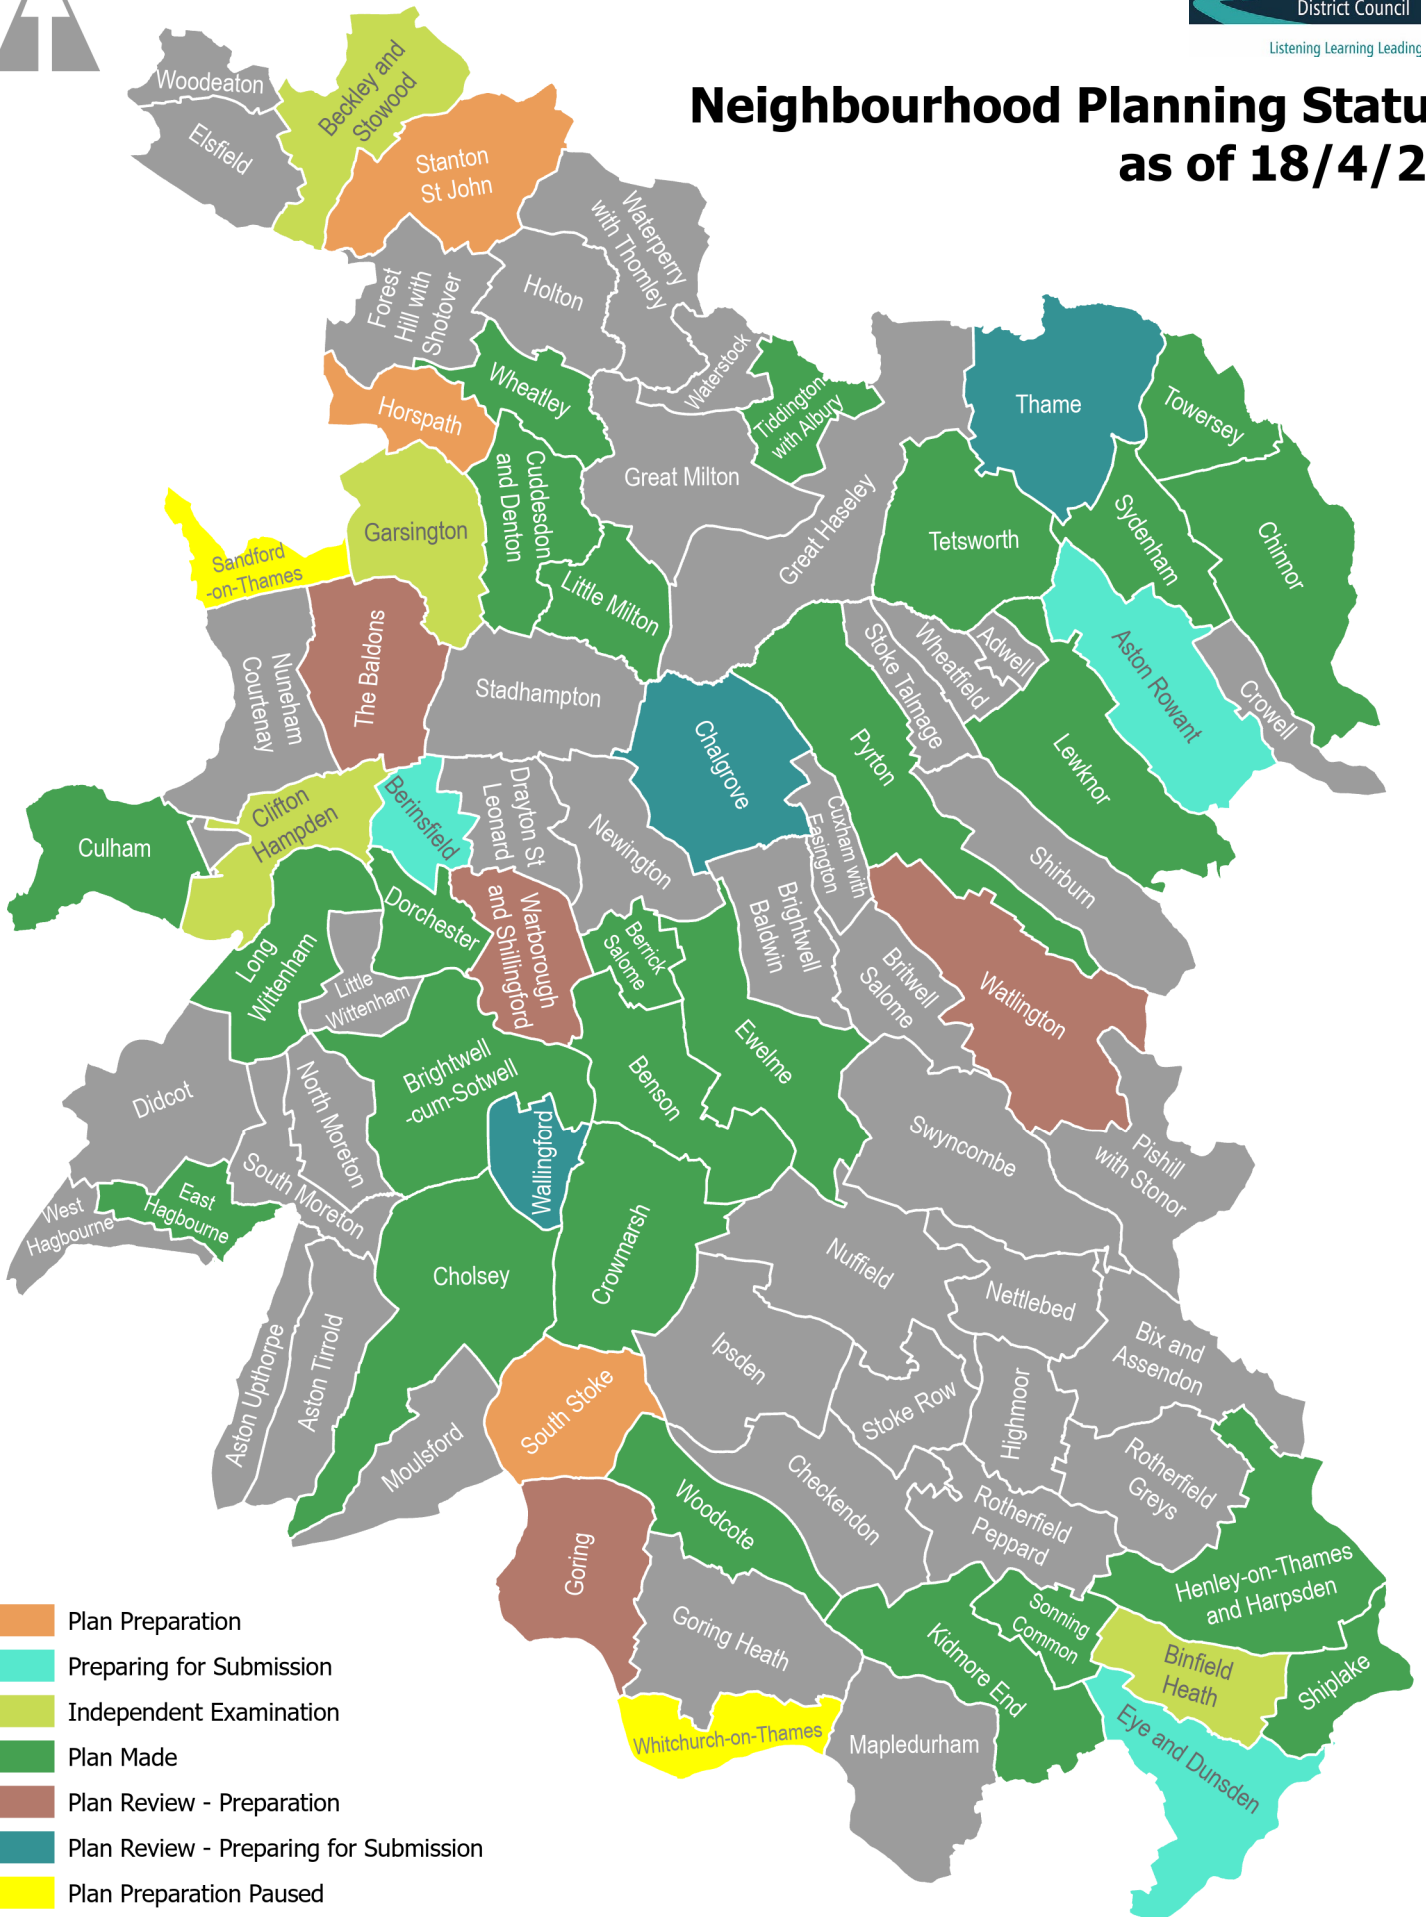 District Council
Listening Learning Leading
Neighbourhood Planning Statu
as of 18/4/2
Woodeaton
Beckley and
Stowood
Elsfield
Stanton
St John
Waterperry
with Thomley
Forest
Hill with
Shotover
Holton
Waterstock
Wheatley
Tiddington
with Albury
Thame
Towersey
Horspath
Great Milton
Cuddesdon
and Denton
Garsington
Great Haseley
Tetsworth
Sydenham
Chinnor
Sandford
-on-Thames
Little Milton
The Baldons
Nuneham
Courtenay
Stadhampton
Stoke Talmage
Wheatfield
Adwell
Aston Rowant
Crowell
Chalgrove
Pyrton
Lewknor
Clifton
Hampden
Berinsfield
Drayton St
Leonard
Newington
Cuxham with
Easington
Culham
Shirburn
Dorchester
Warborough
and Shillingford
Brightwell
Baldwin
Berrick
Salome
Long
Wittenham
Little
Wittenham
Britwell
Salome
Watlington
Ewelme
Benson
Brightwell
-cum-Sotwell
Didcot
North Moreton
Wallingford
Swyncombe
Pishill
with Stonor
South Moreton
East
Hagbourne
West
Hagbourne
Crowmarsh
Nuffield
Cholsey
Nettlebed
Ipsden
Bix and
Assendon
Aston Upthorpe
Aston Tirrold
South Stoke
Stoke Row
Highmoor
Moulsford
Rotherfield
Greys
Checkendon
Woodcote
Rotherfield
Peppard
Goring
Henley-on-Thames
and Harpsden
Sonning
Common
Goring Heath
Kidmore End
Binfield
Heath
Shiplake
Whitchurch-on-Thames
Mapledurham
Eye and Dunsden
Plan Preparation
Preparing for Submission
Independent Examination
Plan Made
Plan Review - Preparation
Plan Review - Preparing for Submission
Plan Preparation Paused